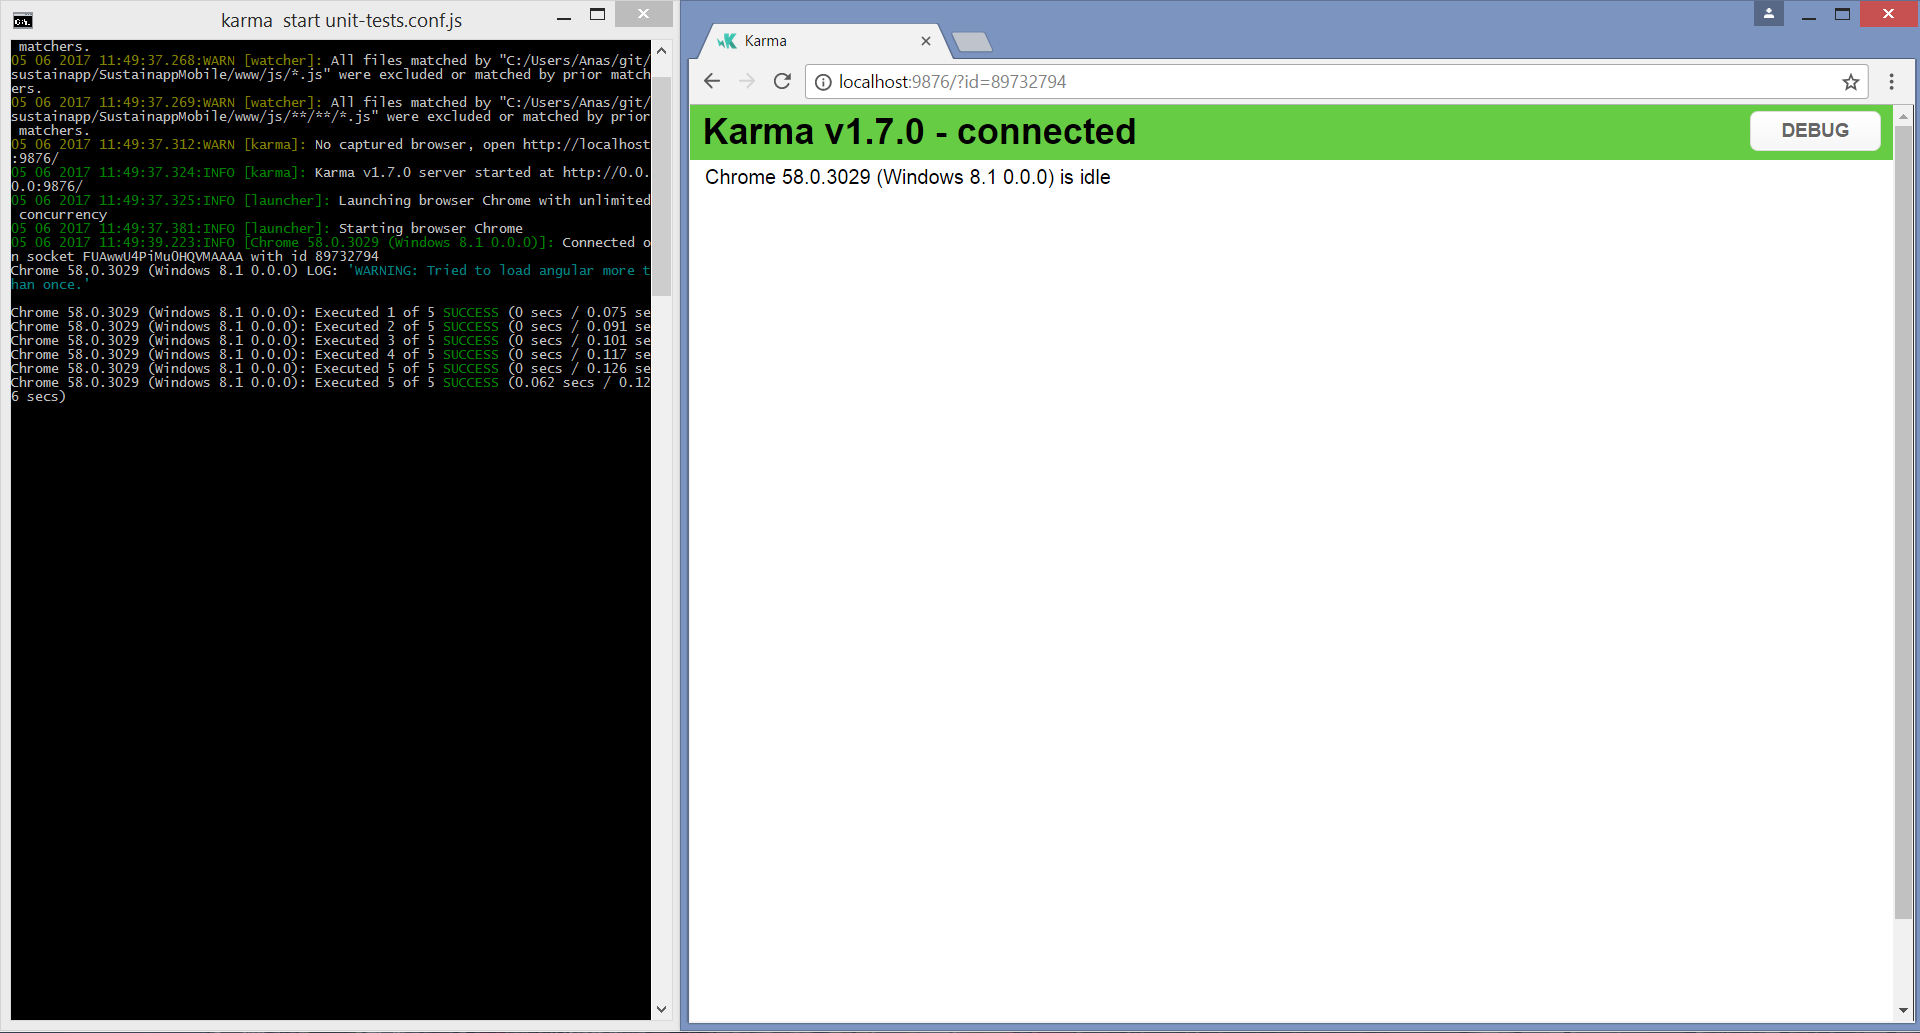 karma  start unit-tests.conf.js
 matchers.
05 06 2017 11:49:37.268:WARN [watcher]: All files matched by "C:/Users/Anas/git/
sustainapp/SustainappMobile/www/js/*.js" were excluded or matched by prior match
ers.
05 06 2017 11:49:37.269:WARN [watcher]: All files matched by "C:/Users/Anas/git/
sustainapp/SustainappMobile/www/js/**/**/*.js" were excluded or matched by prior
 matchers.
05 06 2017 11:49:37.312:WARN [karma]: No captured browser, open http://localhost
:9876/
05 06 2017 11:49:37.324:INFO [karma]: Karma v1.7.0 server started at http://0.0.
0.0:9876/
05 06 2017 11:49:37.325:INFO [launcher]: Launching browser Chrome with unlimited
 concurrency
05 06 2017 11:49:37.381:INFO [launcher]: Starting browser Chrome
05 06 2017 11:49:39.223:INFO [Chrome 58.0.3029 (Windows 8.1 0.0.0)]: Connected o
n socket FUAwwU4PiMuOHQVMAAAA with id 89732794
Chrome 58.0.3029 (Windows 8.1 0.0.0) LOG: 'WARNING: Tried to load angular more t
han once.'
Chrome 58.0.3029 (Windows 8.1 0.0.0): Executed 1 of 5 SUCCESS (0 secs / 0.075 se
Chrome 58.0.3029 (Windows 8.1 0.0.0): Executed 2 of 5 SUCCESS (0 secs / 0.091 se
Chrome 58.0.3029 (Windows 8.1 0.0.0): Executed 3 of 5 SUCCESS (0 secs / 0.101 se
Chrome 58.0.3029 (Windows 8.1 0.0.0): Executed 4 of 5 SUCCESS (0 secs / 0.117 se
Chrome 58.0.3029 (Windows 8.1 0.0.0): Executed 5 of 5 SUCCESS (0 secs / 0.126 se
Chrome 58.0.3029 (Windows 8.1 0.0.0): Executed 5 of 5 SUCCESS (0.062 secs / 0.12
6 secs)
Karma
localhost:9876/?id=89732794
Karma v1.7.0 - connected
DEBUG
Chrome 58.0.3029 (Windows 8.1 0.0.0) is idle